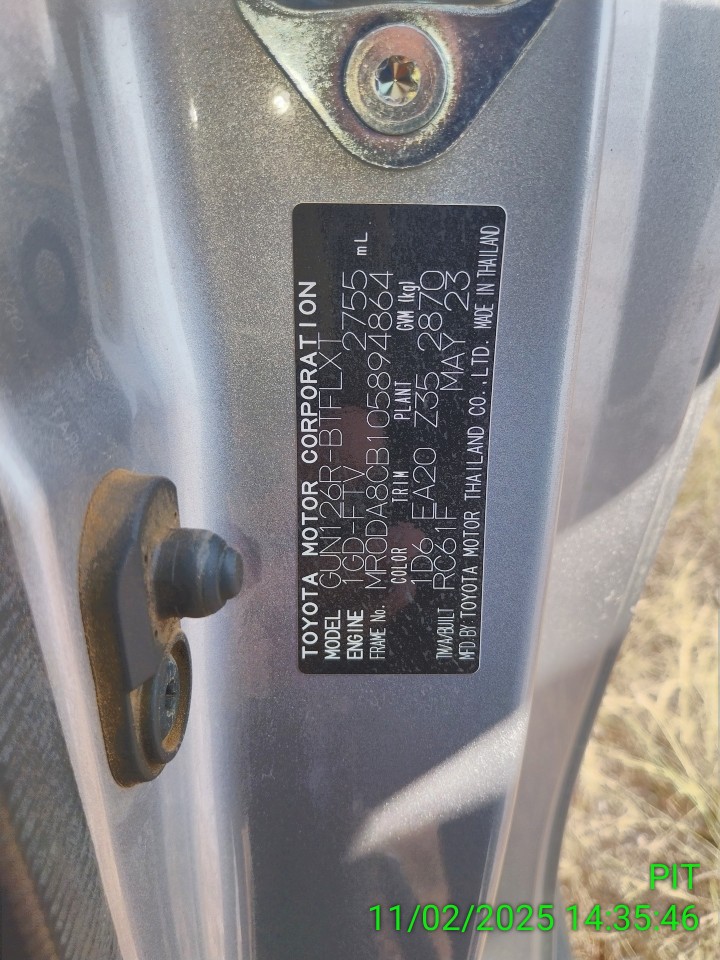 TOYOTA MOTOR CORPORATION
MODEL GUN126R-BTFLXT
ENGINE 1GD-FTV 2755 mL
FRAME No. MR0DA8CB105894864
COLOR TRIM PLANT GVM (kg)
1D6 EA20 Z35 2870
TM/A/BUILT RC61F MAY 23
MFD.BY TOYOTA MOTOR THAILAND CO.,LTD. MADE IN THAILAND
PIT
11/02/2025 14:35:46